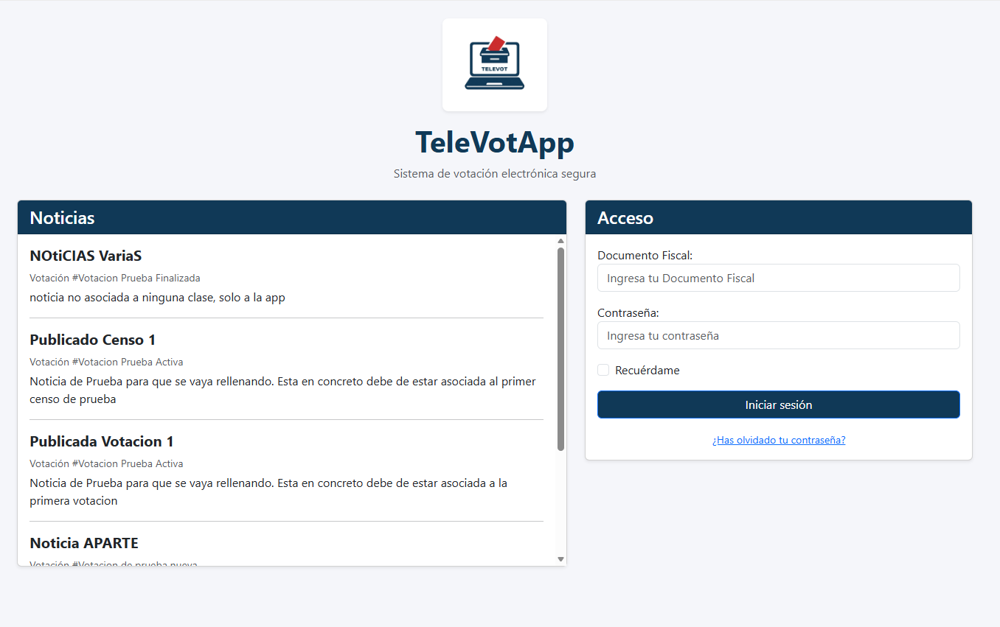 TELEVOT
TeleVotApp
Sistema de votación electrónica segura
Noticias
NOtiCIAS VariaS
Votación #Votacion Prueba Finalizada
noticia no asociada a ninguna clase, solo a la app
Publicado Censo 1
Votación #Votacion Prueba Activa
Noticia de Prueba para que se vaya rellenando. Esta en concreto debe de estar asociada al primer
censo de prueba
Publicada Votacion 1
Votación #Votacion Prueba Activa
Noticia de Prueba para que se vaya rellenando. Esta en concreto debe de estar asociada a la
primera votacion
Noticia APARTE
Votación #Votacion de prueba nueva
Acceso
Documento Fiscal:
Ingresa tu Documento Fiscal
Contraseña:
Ingresa tu contraseña
Recuérdame
Iniciar sesión
¿Has olvidado tu contraseña?